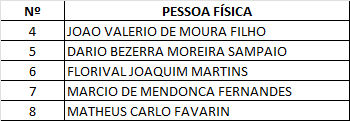 Nº PESSOA FÍSICA
4 JOAO VALERIO DE MOURA FILHO
5 DARIO BEZERRA MOREIRA SAMPAIO
6 FLORIVAL JOAQUIM MARTINS
7 MARCIO DE MENDONCA FERNANDES
8 MATHEUS CARLO FAVARIN